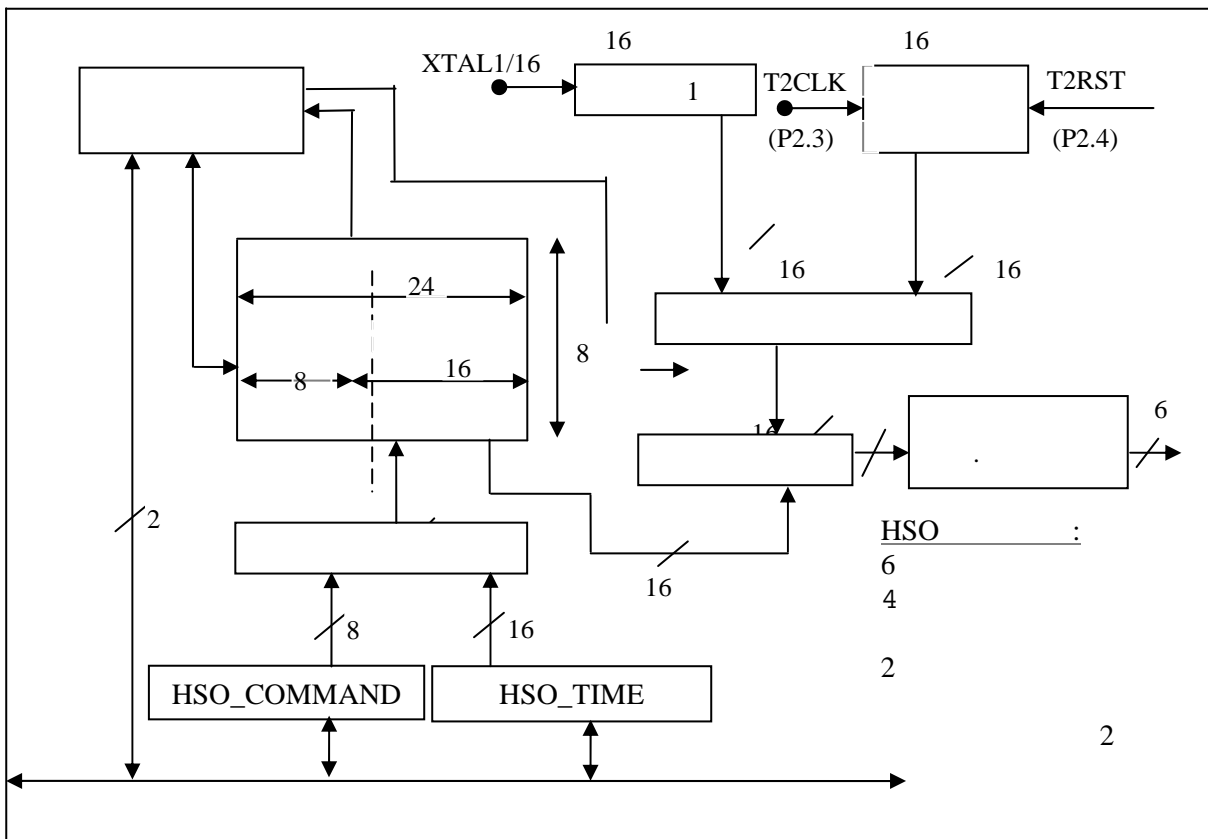 16 16
XTAL1/16
1
T2CLK
T2RST
(P2.3)
(P2.4)
16
16
24
8
8
16
16
6
.
2
HSO :
6
4
2
2
16
8
16
HSO_COMMAND
HSO_TIME